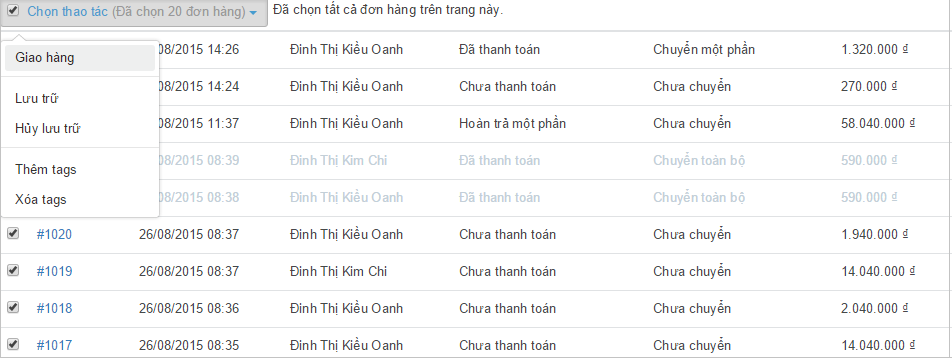 Chọn thao tác (Đã chọn 20 đơn hàng) Đã chọn tất cả đơn hàng trên trang này.
Giao hàng
Lưu trữ
Hủy lưu trữ
Thêm tags
Xóa tags
/08/2015 14:26 Đinh Thị Kiều Oanh Đã thanh toán Chuyển một phần 1.320.000 ₫
/08/2015 14:24 Đinh Thị Kiều Oanh Chưa thanh toán Chưa chuyển 270.000 ₫
/08/2015 11:37 Đinh Thị Kiều Oanh Hoàn trả một phần Chưa chuyển 58.040.000 ₫
/08/2015 08:39 Đinh Thị Kim Chi Đã thanh toán Chuyển toàn bộ 590.000 ₫
/08/2015 08:38 Đinh Thị Kiều Oanh Đã thanh toán Chuyển toàn bộ 590.000 ₫
#1020 26/08/2015 08:37 Đinh Thị Kiều Oanh Chưa thanh toán Chưa chuyển 1.940.000 ₫
#1019 26/08/2015 08:37 Đinh Thị Kim Chi Chưa thanh toán Chưa chuyển 14.040.000 ₫
#1018 26/08/2015 08:36 Đinh Thị Kiều Oanh Chưa thanh toán Chưa chuyển 2.040.000 ₫
#1017 26/08/2015 08:35 Đinh Thị Kiều Oanh Chưa thanh toán Chưa chuyển 14.040.000 ₫